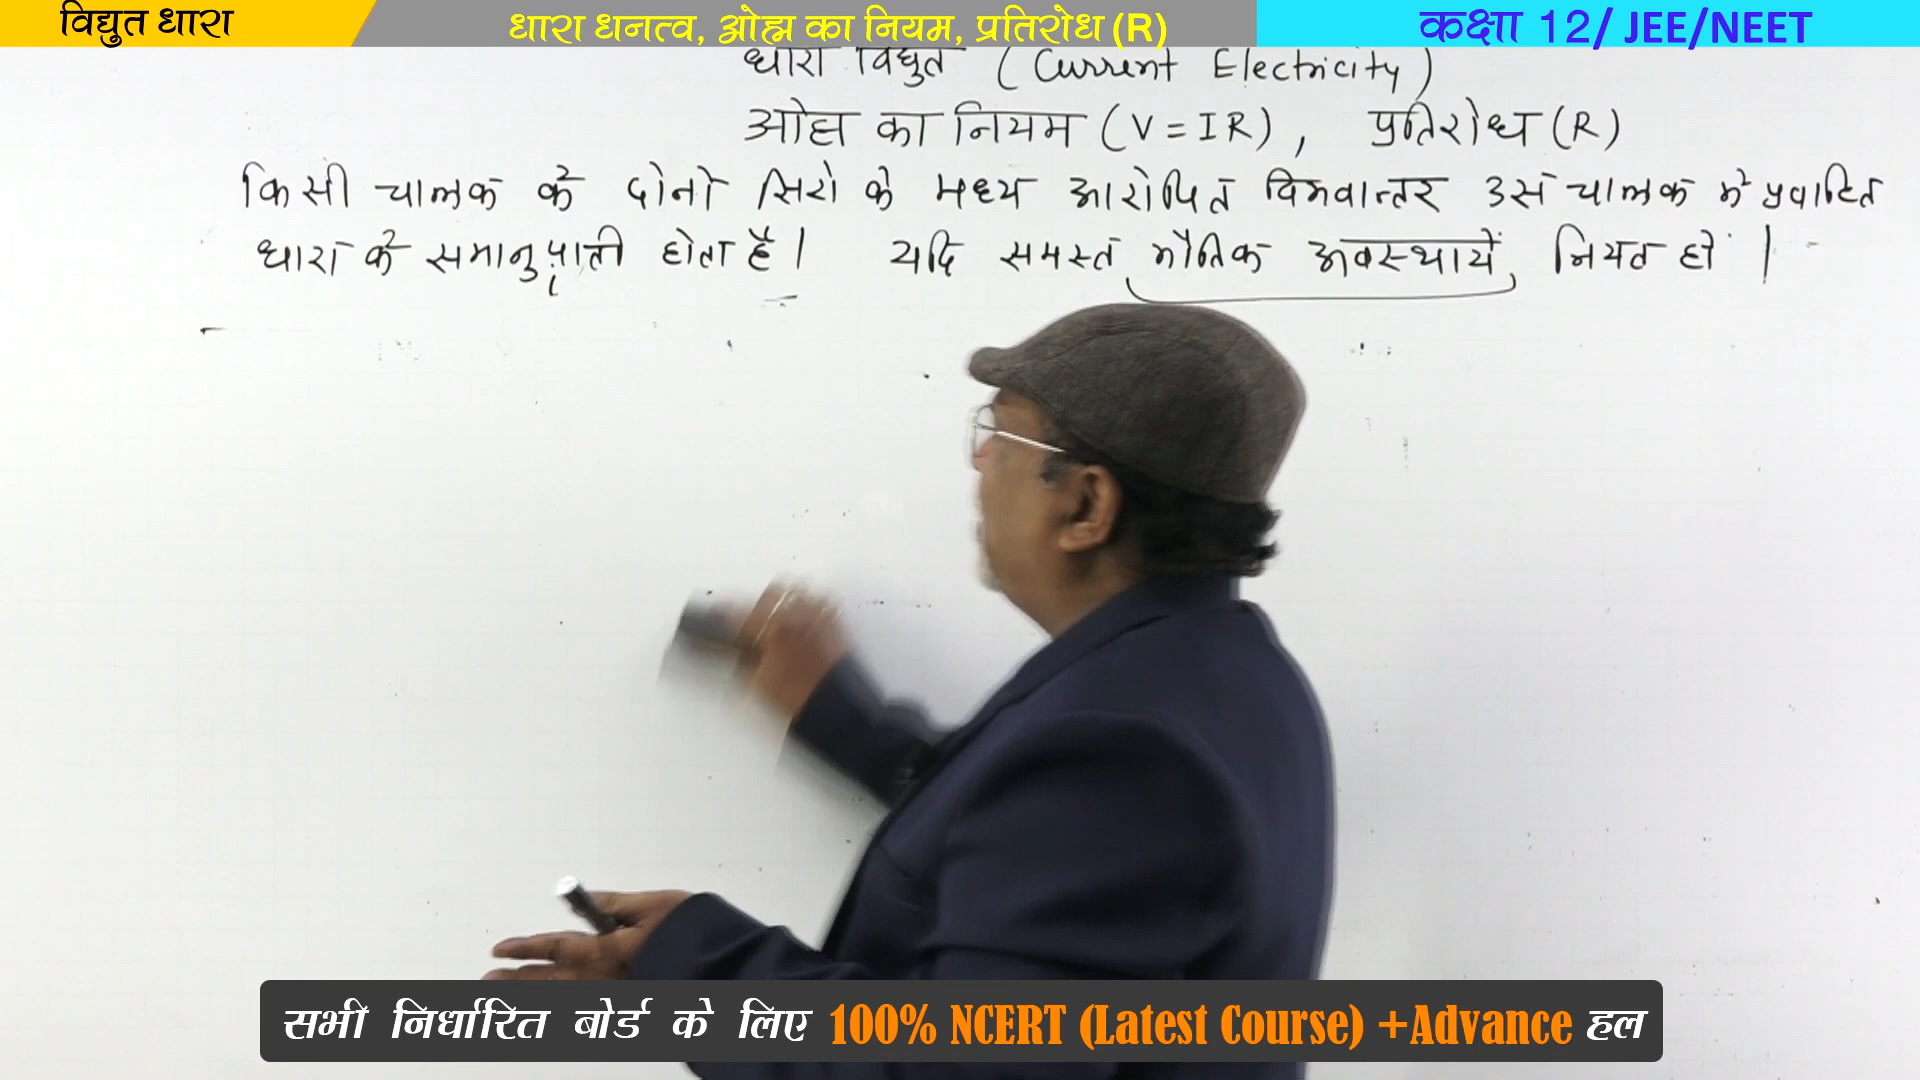 विद्युत धारा
धारा धनत्व, ओह्म का नियम, प्रतिरोध (R)
कक्षा 12/ JEE/NEET
धारा विद्युत (Current Electricity)
ओह्म का नियम (V = IR), प्रतिरोध (R)
किसी चालक के दोनो सिरो के मध्य आरोपित विभवान्तर उस चालक मे प्रवाहित
धारा के समानुपाती होता है। यदि समस्त भौतिक अवस्थायें नियत हो।
सभी निर्धारित बोर्ड के लिए 100% NCERT (Latest Course) +Advance हल